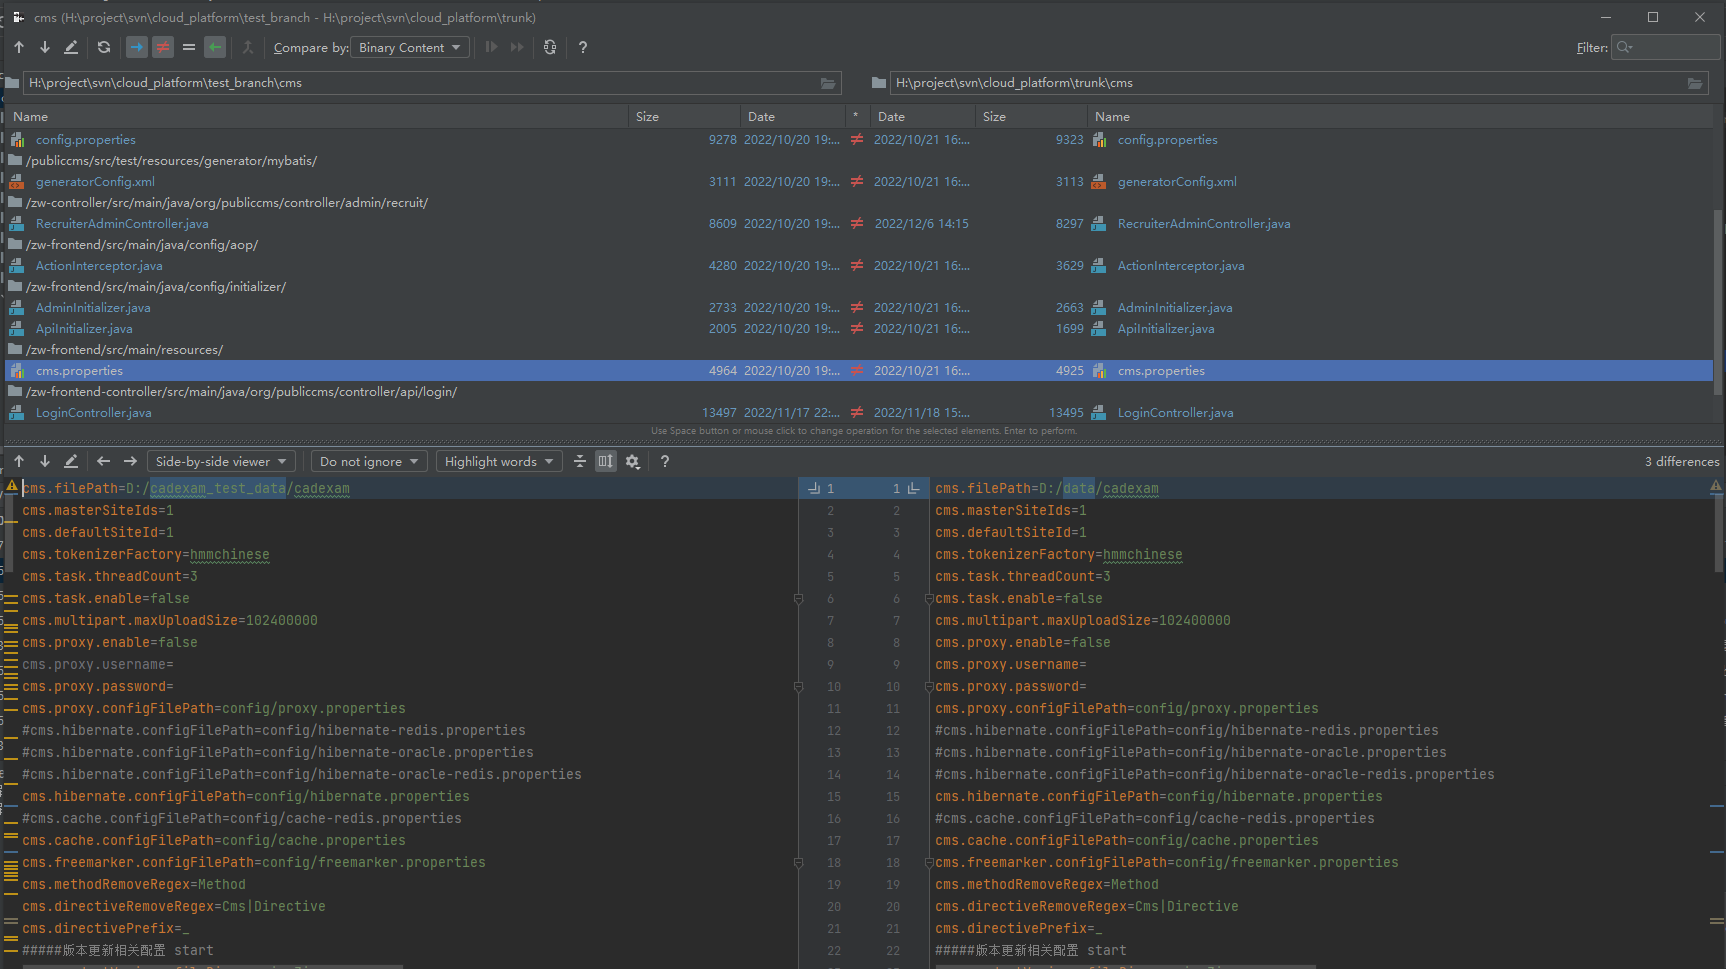 cms (H:\project\svn\cloud_platform\test_branch - H:\project\svn\cloud_platform\trunk)
Compare by: Binary Content ? Filter:
H:\project\svn\cloud_platform\test_branch\cms H:\project\svn\cloud_platform\trunk\cms
Name Size Date * Date Size Name
config.properties 9278 2022/10/20 19:... ≠ 2022/10/21 16:... 9323 config.properties
/publiccms/src/test/resources/generator/mybatis/
generatorConfig.xml 3111 2022/10/20 19:... ≠ 2022/10/21 16:... 3113 generatorConfig.xml
/zw-controller/src/main/java/org/publiccms/controller/admin/recruit/
RecruiterAdminController.java 8609 2022/10/20 19:... ≠ 2022/12/6 14:15 8297 RecruiterAdminController.java
/zw-frontend/src/main/java/config/aop/
ActionInterceptor.java 4280 2022/10/20 19:... ≠ 2022/10/21 16:... 3629 ActionInterceptor.java
/zw-frontend/src/main/java/config/initializer/
AdminInitializer.java 2733 2022/10/20 19:... ≠ 2022/10/21 16:... 2663 AdminInitializer.java
ApiInitializer.java 2005 2022/10/20 19:... ≠ 2022/10/21 16:... 1699 ApiInitializer.java
/zw-frontend/src/main/resources/
cms.properties 4964 2022/10/20 19:... ≠ 2022/10/21 16:... 4925 cms.properties
/zw-frontend-controller/src/main/java/org/publiccms/controller/api/login/
LoginController.java 13497 2022/11/17 22:... ≠ 2022/11/18 15:... 13495 LoginController.java
Use Space button or mouse click to change operation for the selected elements. Enter to perform.
Side-by-side viewer Do not ignore Highlight words ? 3 differences
cms.filePath=D:/cadexam_test_data/cadexam 1 1 cms.filePath=D:/data/cadexam
cms.masterSiteIds=1 2 2 cms.masterSiteIds=1
cms.defaultSiteId=1 3 3 cms.defaultSiteId=1
cms.tokenizerFactory=hmmchinese 4 4 cms.tokenizerFactory=hmmchinese
cms.task.threadCount=3 5 5 cms.task.threadCount=3
cms.task.enable=false 6 6 cms.task.enable=false
cms.multipart.maxUploadSize=102400000 7 7 cms.multipart.maxUploadSize=102400000
cms.proxy.enable=false 8 8 cms.proxy.enable=false
cms.proxy.username= 9 9 cms.proxy.username=
cms.proxy.password= 10 10 cms.proxy.password=
cms.proxy.configFilePath=config/proxy.properties 11 11 cms.proxy.configFilePath=config/proxy.properties
#cms.hibernate.configFilePath=config/hibernate-redis.properties 12 12 #cms.hibernate.configFilePath=config/hibernate-redis.properties
#cms.hibernate.configFilePath=config/hibernate-oracle.properties 13 13 #cms.hibernate.configFilePath=config/hibernate-oracle.properties
#cms.hibernate.configFilePath=config/hibernate-oracle-redis.properties 14 14 #cms.hibernate.configFilePath=config/hibernate-oracle-redis.properties
cms.hibernate.configFilePath=config/hibernate.properties 15 15 cms.hibernate.configFilePath=config/hibernate.properties
#cms.cache.configFilePath=config/cache-redis.properties 16 16 #cms.cache.configFilePath=config/cache-redis.properties
cms.cache.configFilePath=config/cache.properties 17 17 cms.cache.configFilePath=config/cache.properties
cms.freemarker.configFilePath=config/freemarker.properties 18 18 cms.freemarker.configFilePath=config/freemarker.properties
cms.methodRemoveRegex=Method 19 19 cms.methodRemoveRegex=Method
cms.directiveRemoveRegex=Cms|Directive 20 20 cms.directiveRemoveRegex=Cms|Directive
cms.directivePrefix=_ 21 21 cms.directivePrefix=_
#####版本更新相关配置 start 22 22 #####版本更新相关配置 start